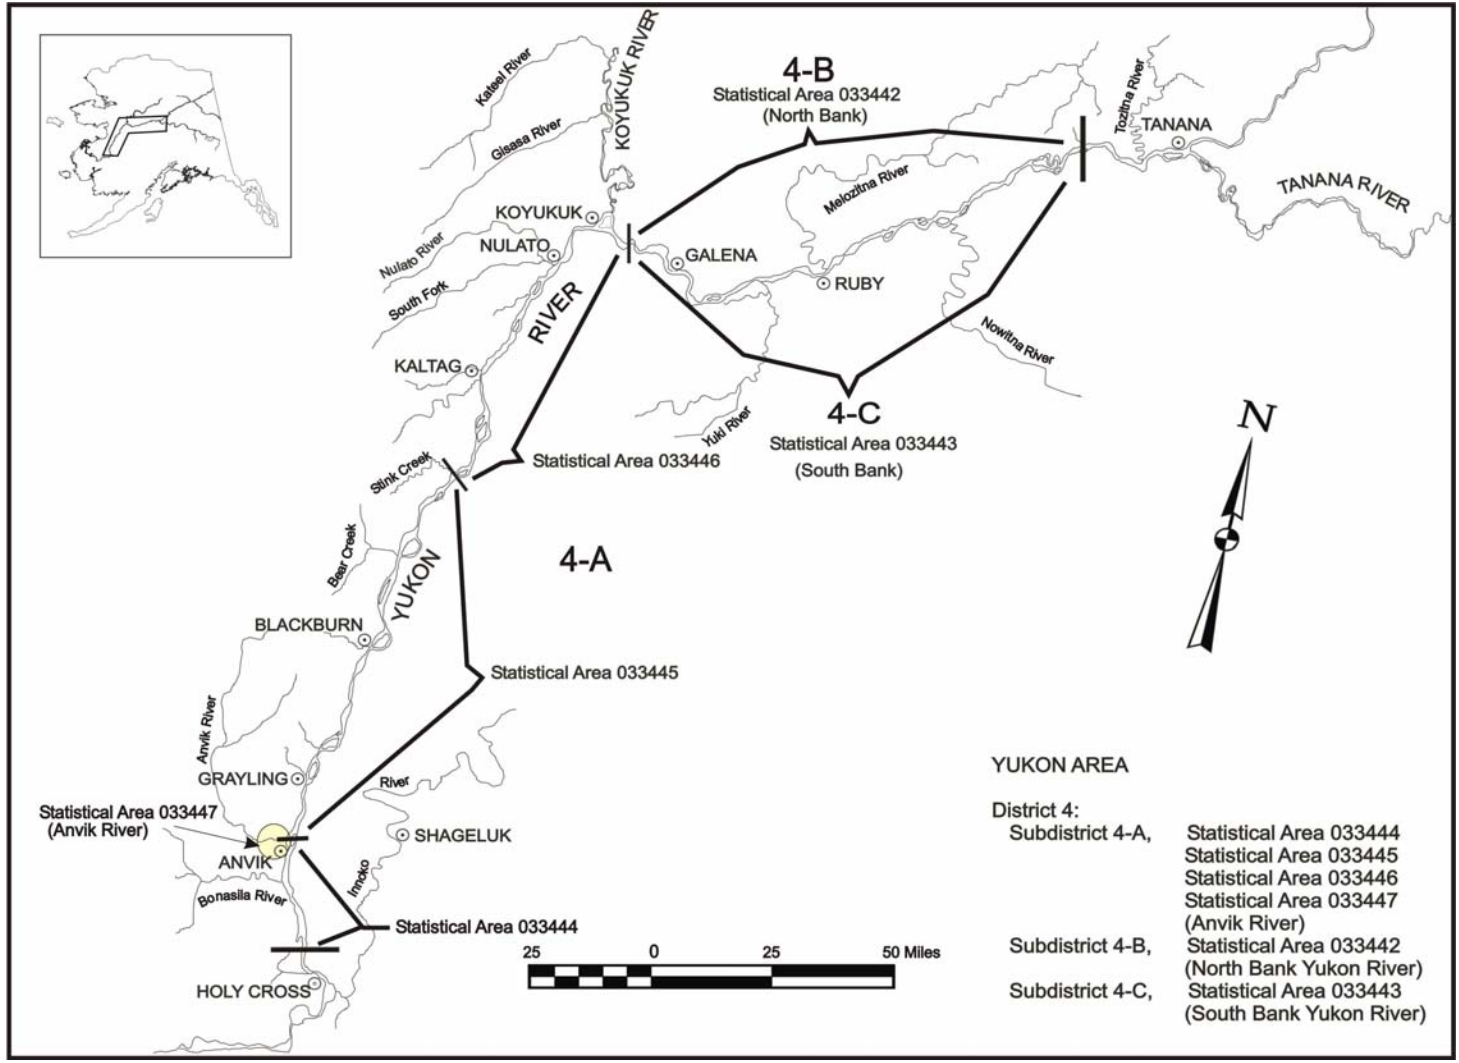 Kateel River
KOYUKUK RIVER
4-B
Statistical Area 033442
(North Bank)
Tozitna River
TANANA
Gisasa River
Melozitna River
TANANA RIVER
KOYUKUK
Nulato River
NULATO
GALENA
RUBY
South Fork
RIVER
Nowitna River
KALTAG
4-C
Statistical Area 033443
(South Bank)
Yuki River
N
Stink Creek
Statistical Area 033446
Bear Creek
YUKON
4-A
BLACKBURN
Statistical Area 033445
Anvik River
GRAYLING
River
Statistical Area 033447
(Anvik River)
SHAGELUK
ANVIK
Innoko
Bonasila River
Statistical Area 033444
25 0 25 50 Miles
HOLY CROSS
YUKON AREA
District 4:
Subdistrict 4-A, Statistical Area 033444
Statistical Area 033445
Statistical Area 033446
Statistical Area 033447
(Anvik River)
Subdistrict 4-B, Statistical Area 033442
(North Bank Yukon River)
Subdistrict 4-C, Statistical Area 033443
(South Bank Yukon River)